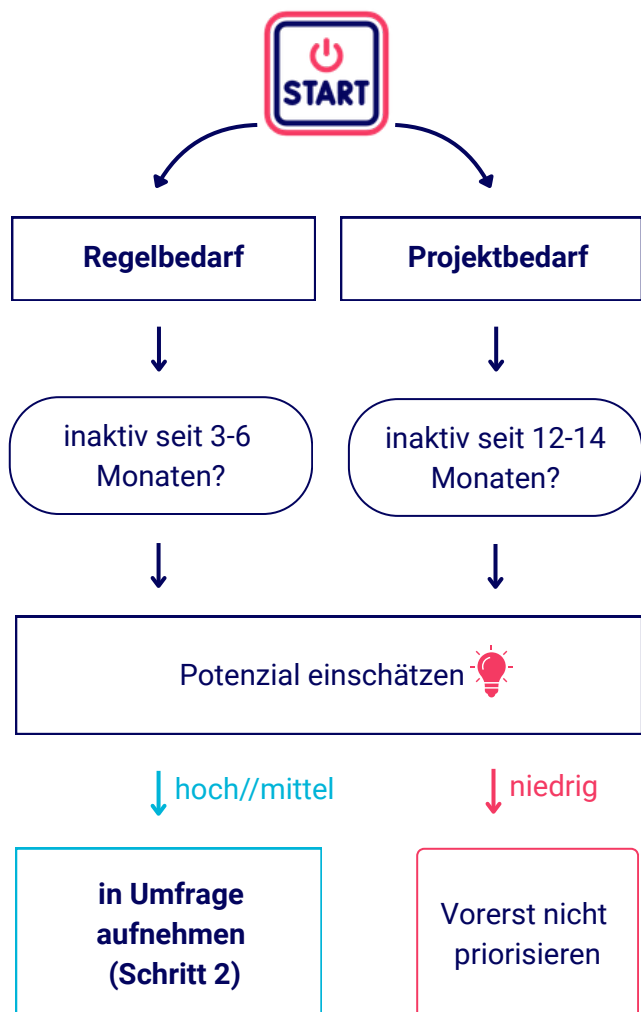 START
Regelbedarf
Projektbedarf
inaktiv seit 3-6
Monaten?
inaktiv seit 12-14
Monaten?
Potenzial einschätzen
hoch//mittel
niedrig
in Umfrage
aufnehmen
(Schritt 2)
Vorerst nicht
priorisieren